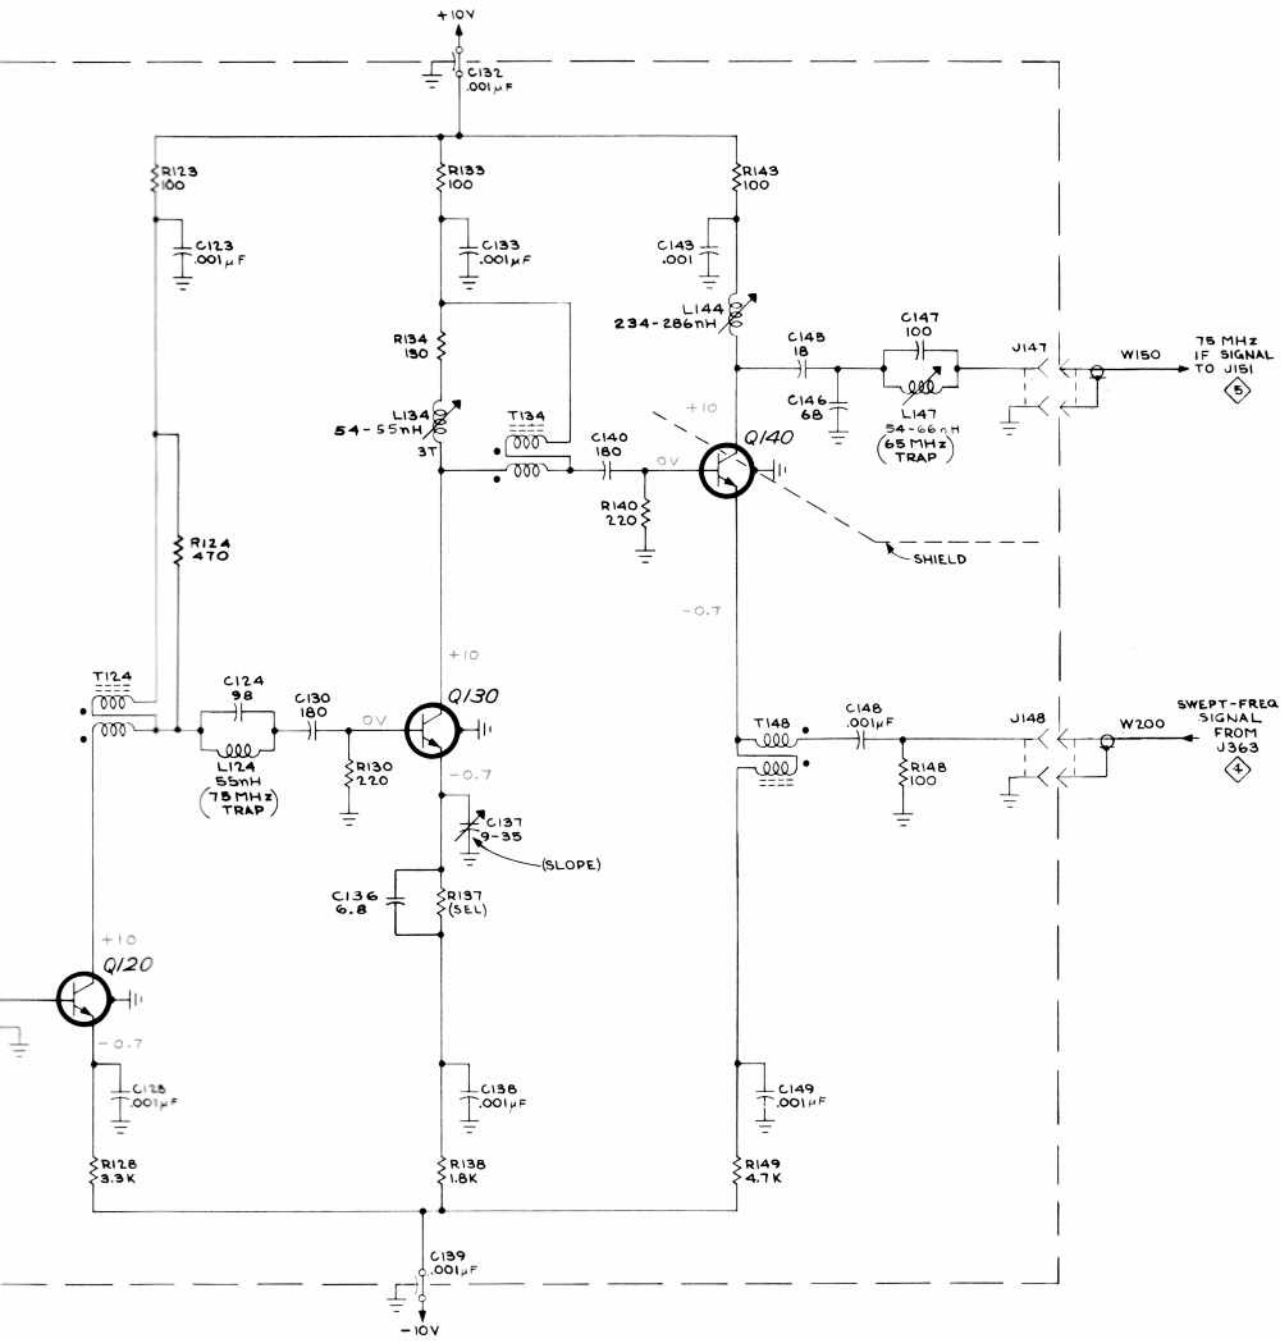 +10V
C132
.001µF
R123
100
R133
100
R143
100
C123
.001µF
C133
.001µF
C143
.001
L144
234-286nH
R134
150
C145
18
C147
100
J147
W150
75 MHZ
IF SIGNAL
TO J151
5
C146
68
L147
54-66nH
(65 MHZ
TRAP)
L134
54-55nH
3T
T134
C140
180
0V
+10
Q140
R140
220
SHIELD
R124
470
-0.7
+10
T124
C124
98
C130
180
0V
Q130
L124
55nH
(75MHZ
TRAP)
R130
220
-0.7
T148
C148
.001µF
J148
W200
SWEPT-FREQ
SIGNAL
FROM
J363
4
R148
100
C137
9-35
(SLOPE)
C136
6.8
R137
(SEL)
+10
Q120
-0.7
C128
.001µF
C138
.001µF
C149
.001µF
R128
3.3K
R138
1.8K
R149
4.7K
C139
.001µF
-10V